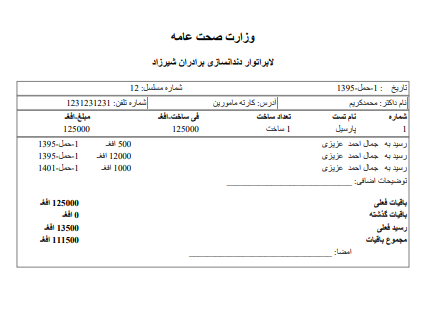 وزارت صحت عامه
لابراتوار دندانسازی برادران شیرزاد
تاریخ : 1-حمل-1395 شماره مسلسل: 12
نام داکتر: محمدکریم آدرس: کارته مامورین شماره تلفن: 1231231231
شماره نام تست تعداد ساخت فی ساخت-افغ مبلغ-افغ
1 پارسیل 1 ساخت 125000 125000
رسید به جمال احمد عزیزی 500 افغ 1-حمل-1395
رسید به جمال احمد عزیزی 12000 افغ 1-حمل-1395
رسید به جمال احمد عزیزی 1000 افغ 1-حمل-1401
توضیحات اضافی: ____________________
باقیات فعلی 125000 افغ
باقیات گذشته 0 افغ
رسید فعلی 13500 افغ
مجموع باقیات 111500 افغ
امضا: ____________________